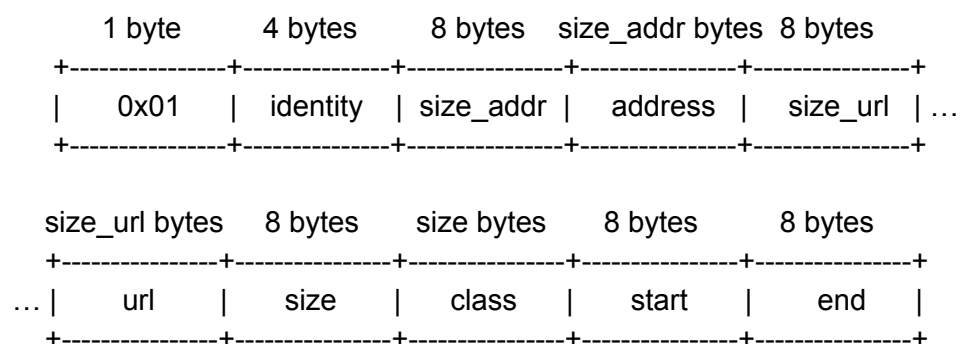 1 byte 4 bytes 8 bytes size_addr bytes 8 bytes
+----------------+---------------+----------------+----------------+----------------+
| 0x01 | identity | size_addr | address | size_url | …
+----------------+---------------+----------------+----------------+----------------+
size_url bytes 8 bytes size bytes 8 bytes 8 bytes
+----------------+----------------+----------------+----------------+----------------+
… | url | size | class | start | end |
+----------------+----------------+----------------+----------------+----------------+